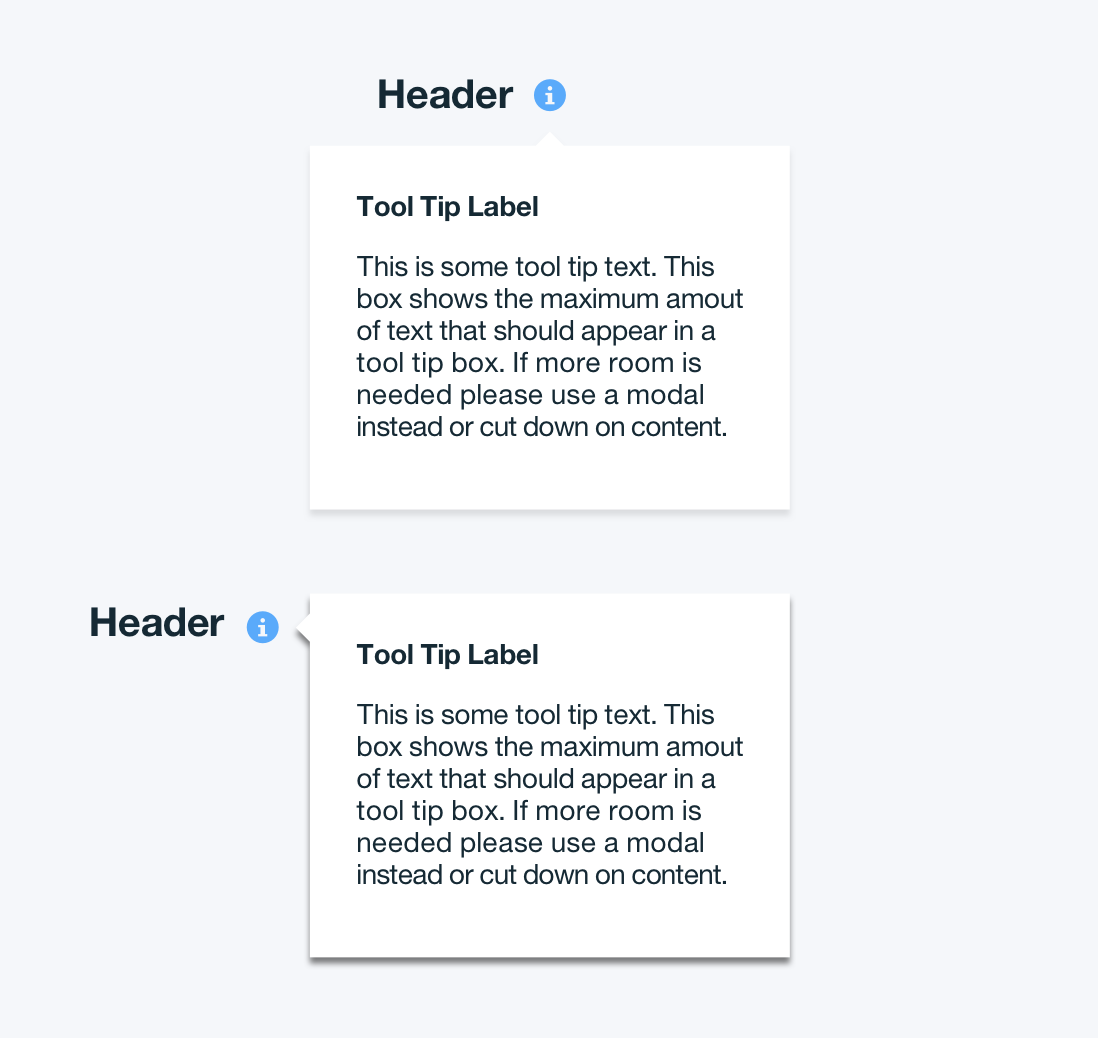 Header
Tool Tip Label
This is some tool tip text. This
box shows the maximum amout
of text that should appear in a
tool tip box. If more room is
needed please use a modal
instead or cut down on content.
Header
Tool Tip Label
This is some tool tip text. This
box shows the maximum amout
of text that should appear in a
tool tip box. If more room is
needed please use a modal
instead or cut down on content.